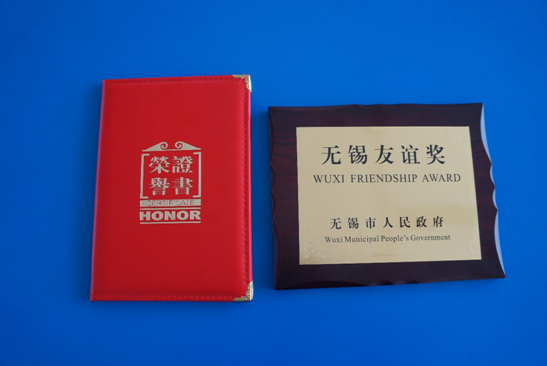 榮譽證書
A CERTIFICATE
HONOR
无锡友谊奖
WUXI FRIENDSHIP AWARD
无锡市人民政府
Wuxi Municipal People's Government